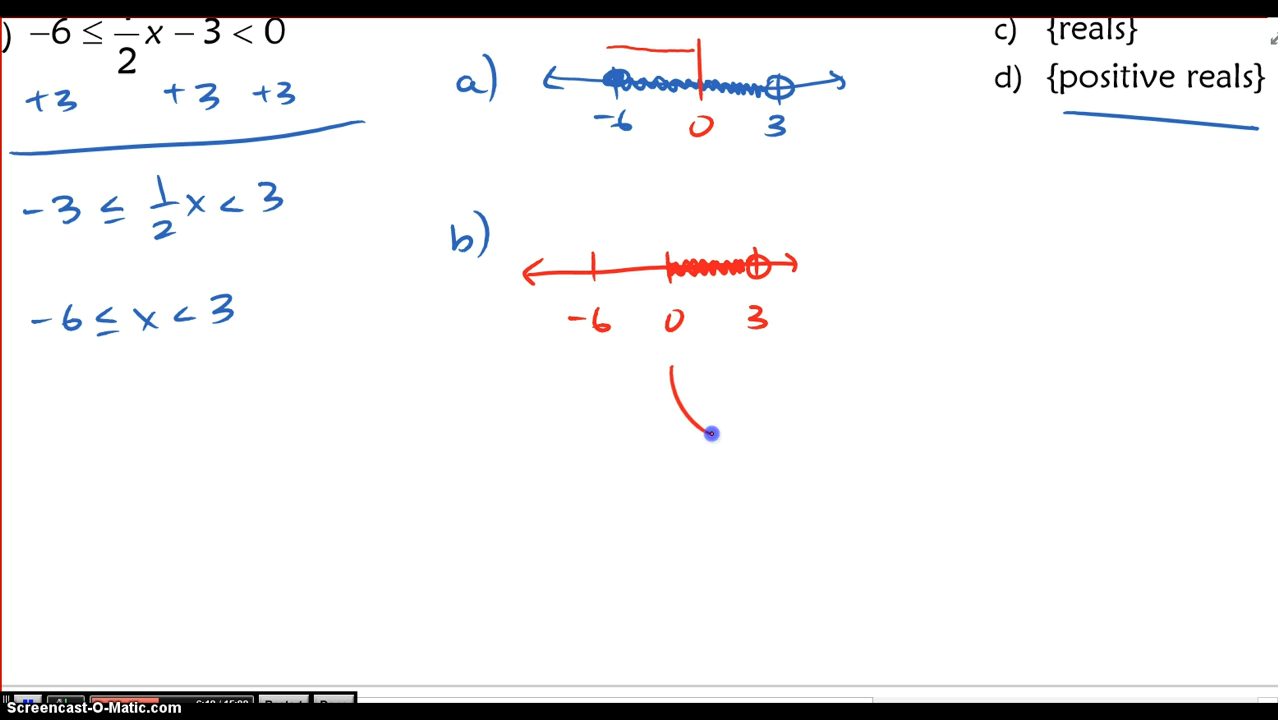 ) −6 ≤ 1/2 x − 3 < 0
+3 +3 +3
-3 ≤ 1/2 x < 3
-6 ≤ x < 3
a)
-6 0 3
b)
-6 0 3
c) {reals}
d) {positive reals}
Screencast-O-Matic.com